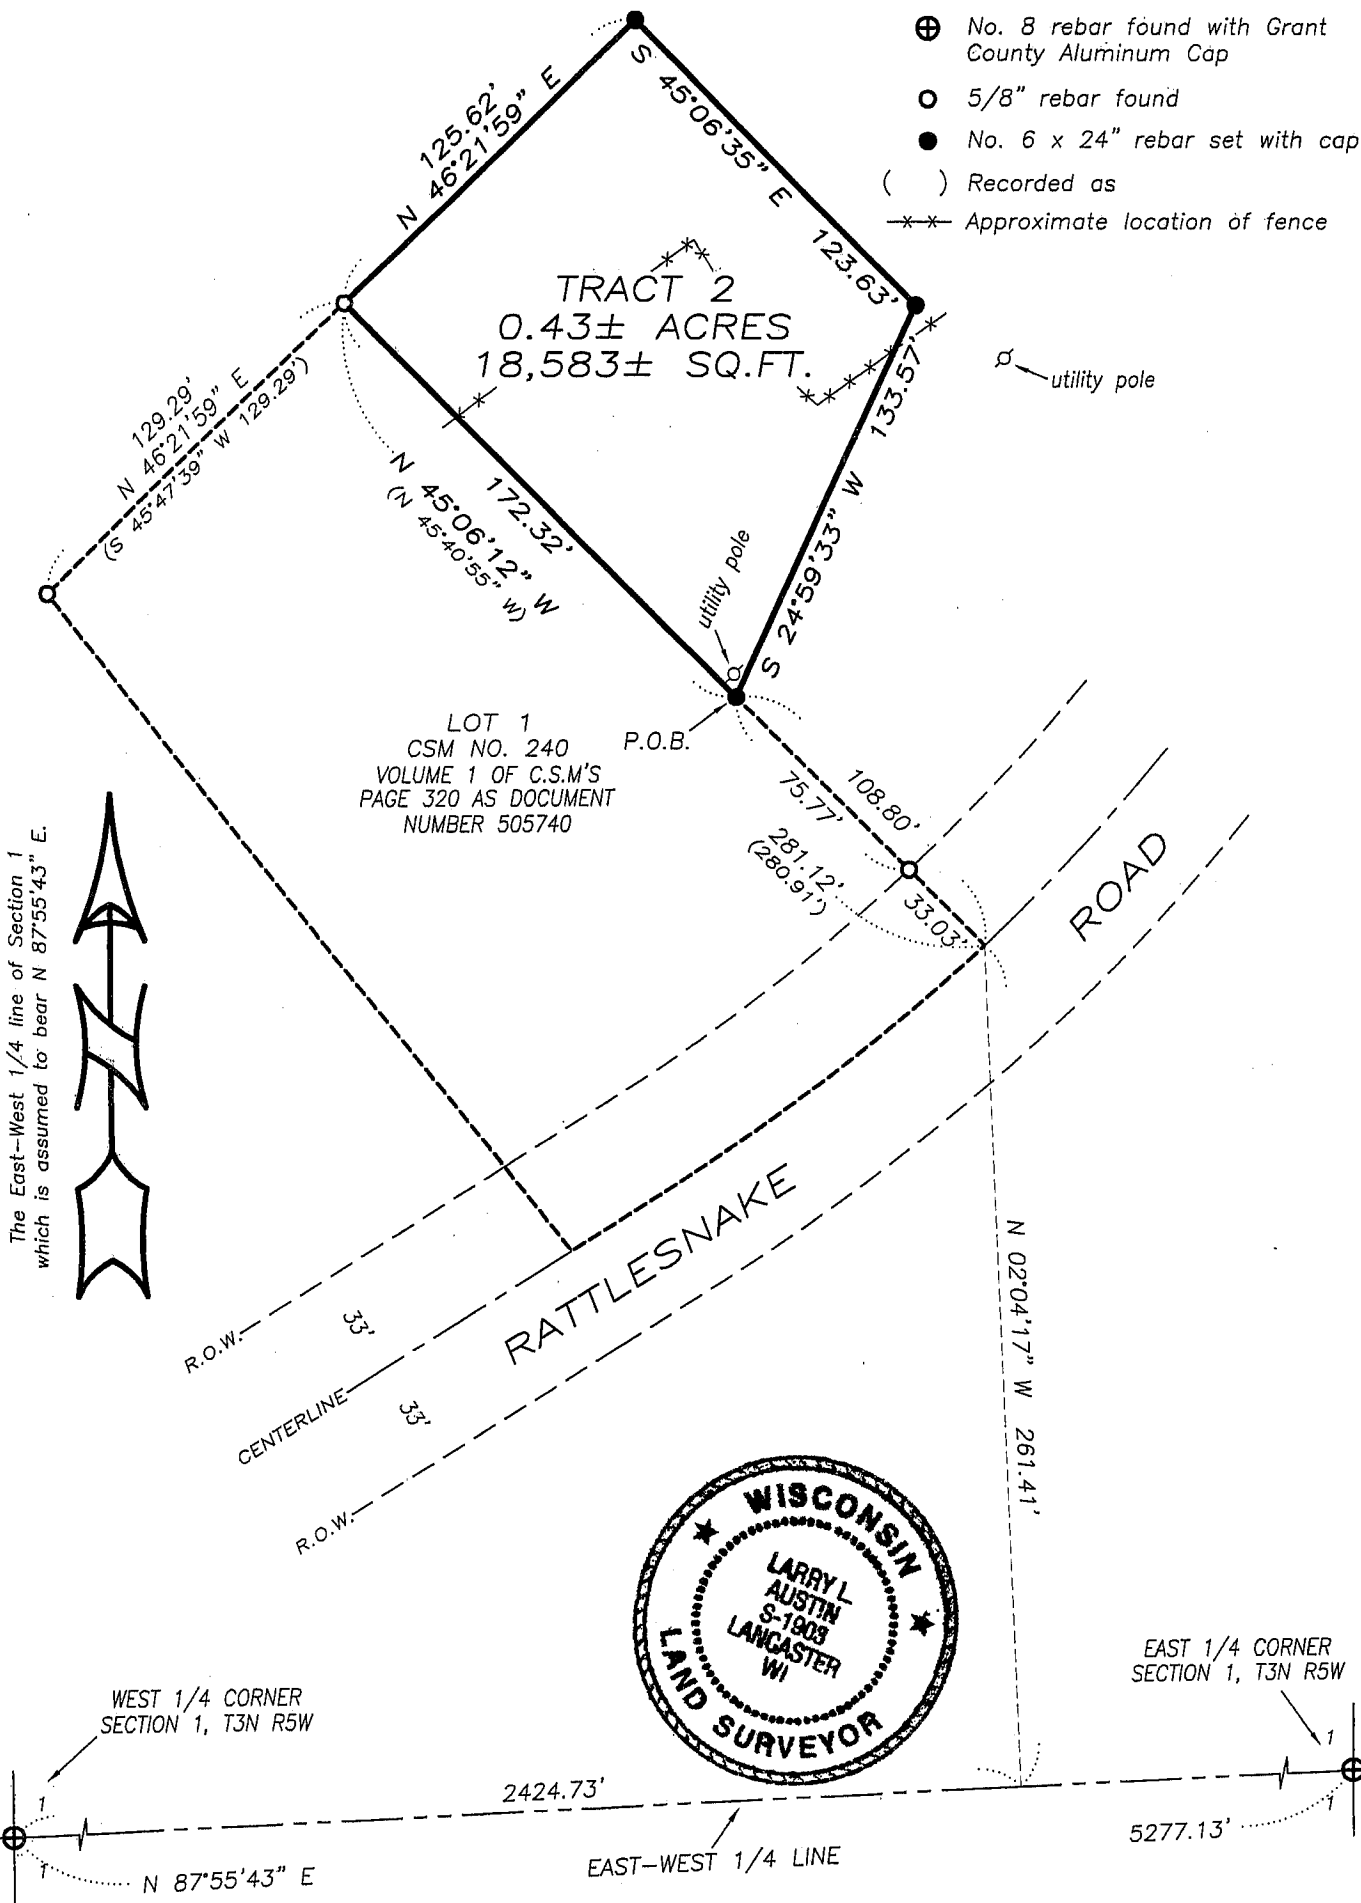 No. 8 rebar found with Grant
County Aluminum Cap
5/8" rebar found
No. 6 x 24" rebar set with cap
( ) Recorded as
Approximate location of fence
125.62'
N 46°21'59" E
S 45°06'35" E
123.63'
TRACT 2
0.43± ACRES
18,583± SQ.FT.
utility pole
133.57'
S 24°59'33" W
129.29'
N 46°21'59" E
(S 45°47'39" W 129.29')
172.32'
N 45°06'12" W
(N 45°40'55" W)
utility pole
P.O.B.
LOT 1
CSM NO. 240
VOLUME 1 OF C.S.M'S
PAGE 320 AS DOCUMENT
NUMBER 505740
108.80'
75.77'
281.12'
(280.91')
33.03'
RATTLESNAKE
ROAD
The East-West 1/4 line of Section 1
which is assumed to bear N 87°55'43" E.
R.O.W.
33'
CENTERLINE
33'
R.O.W.
N 02°04'17" W 261.41'
WISCONSIN
LARRY L.
AUSTIN
S-1903
LANCASTER
WI
LAND SURVEYOR
WEST 1/4 CORNER
SECTION 1, T3N R5W
EAST 1/4 CORNER
SECTION 1, T3N R5W
1
1
2424.73'
1
1
5277.13'
N 87°55'43" E
EAST-WEST 1/4 LINE